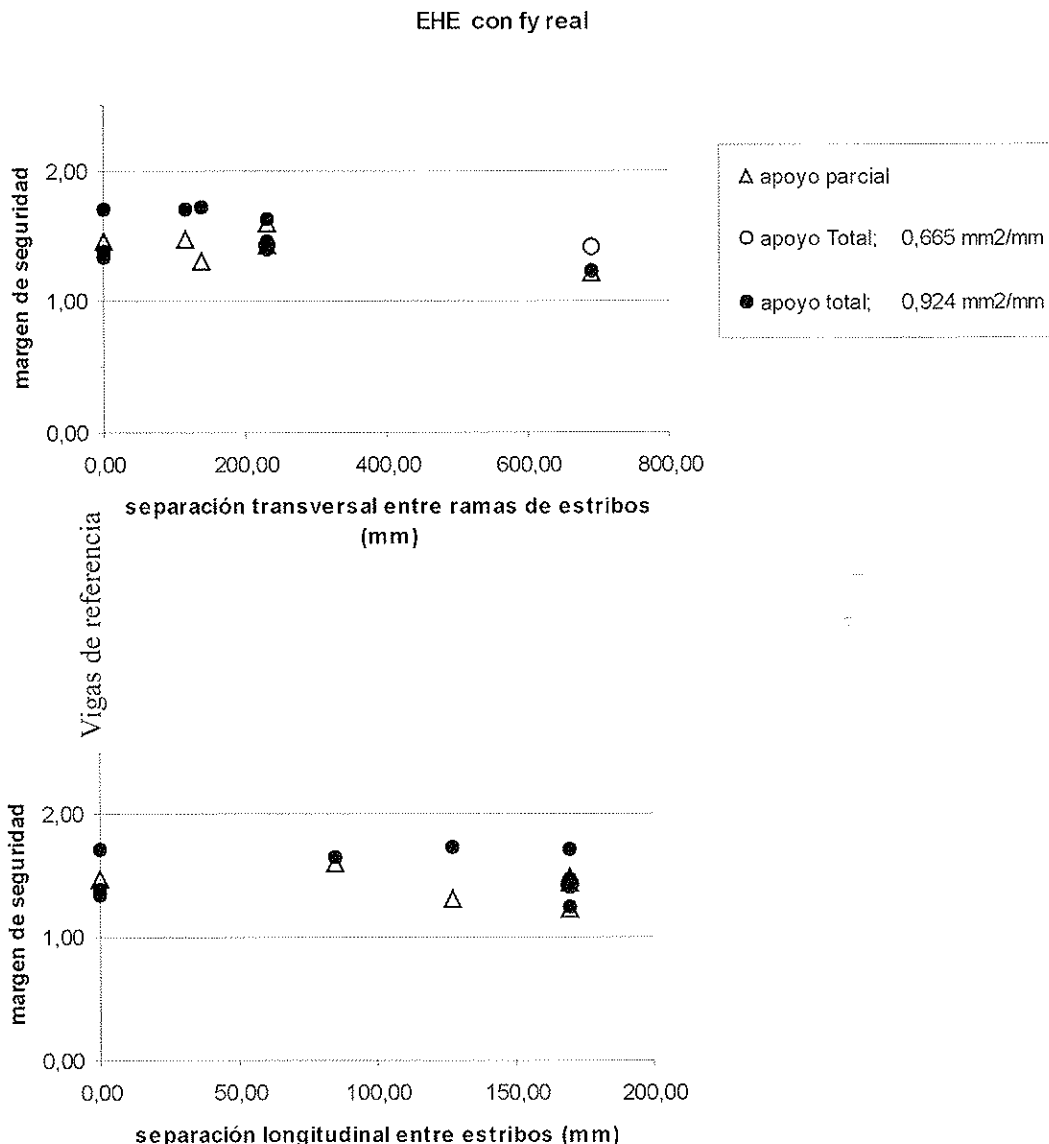 EHE con fy real
margen de seguridad
2,00
1,00
0,00
0,00 200,00 400,00 600,00 800,00
separación transversal entre ramas de estribos
(mm)
apoyo parcial
apoyo Total; 0,665 mm2/mm
apoyo total; 0,924 mm2/mm
Vigas de referencia
margen de seguridad
2,00
1,00
0,00
0,00 50,00 100,00 150,00 200,00
separación longitudinal entre estribos (mm)